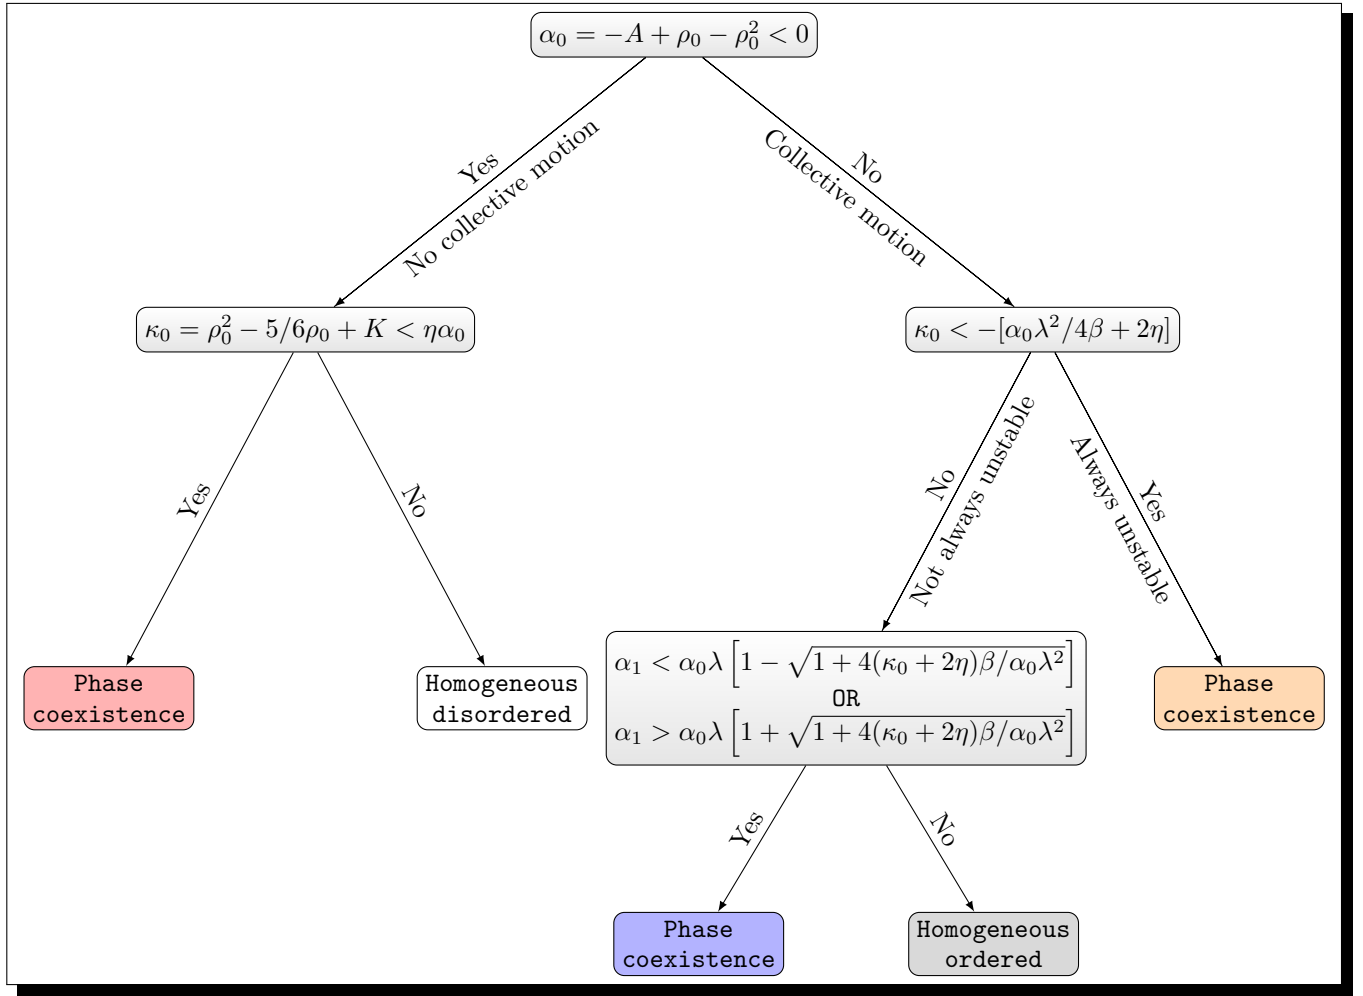 α₀ = −A + ρ₀ − ρ₀² < 0
Yes
No collective motion
No
Collective motion
κ₀ = ρ₀² − 5/6ρ₀ + K < ηα₀
κ₀ < −[α₀λ²/4β + 2η]
Yes
No
No
Not always unstable
Yes
Always unstable
Phase
coexistence
Homogeneous
disordered
α₁ < α₀λ [1 − √(1 + 4(κ₀ + 2η)β/α₀λ²)]
OR
α₁ > α₀λ [1 + √(1 + 4(κ₀ + 2η)β/α₀λ²)]
Phase
coexistence
Yes
No
Phase
coexistence
Homogeneous
ordered